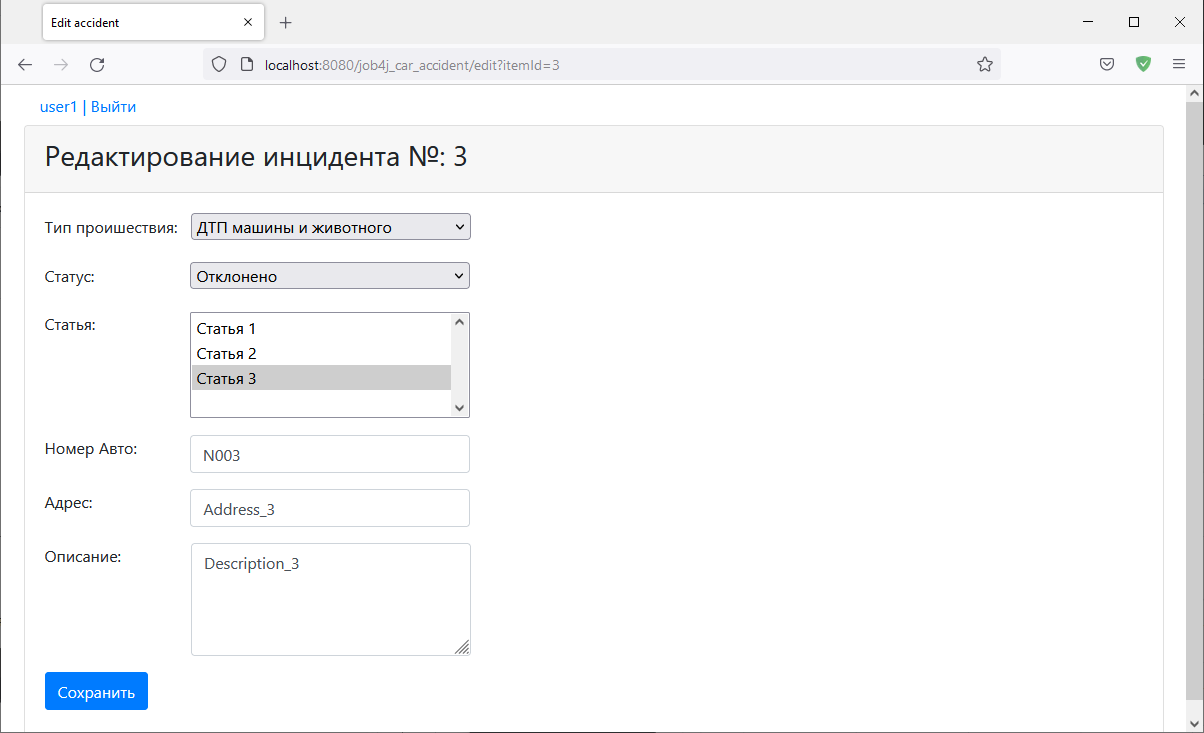 Edit accident
localhost:8080/job4j_car_accident/edit?itemId=3
user1 | Выйти
Редактирование инцидента №: 3
Тип проишествия: ДТП машины и животного
Статус: Отклонено
Статья: Статья 1
Статья 2
Статья 3
Номер Авто: N003
Адрес: Address_3
Описание: Description_3
Сохранить